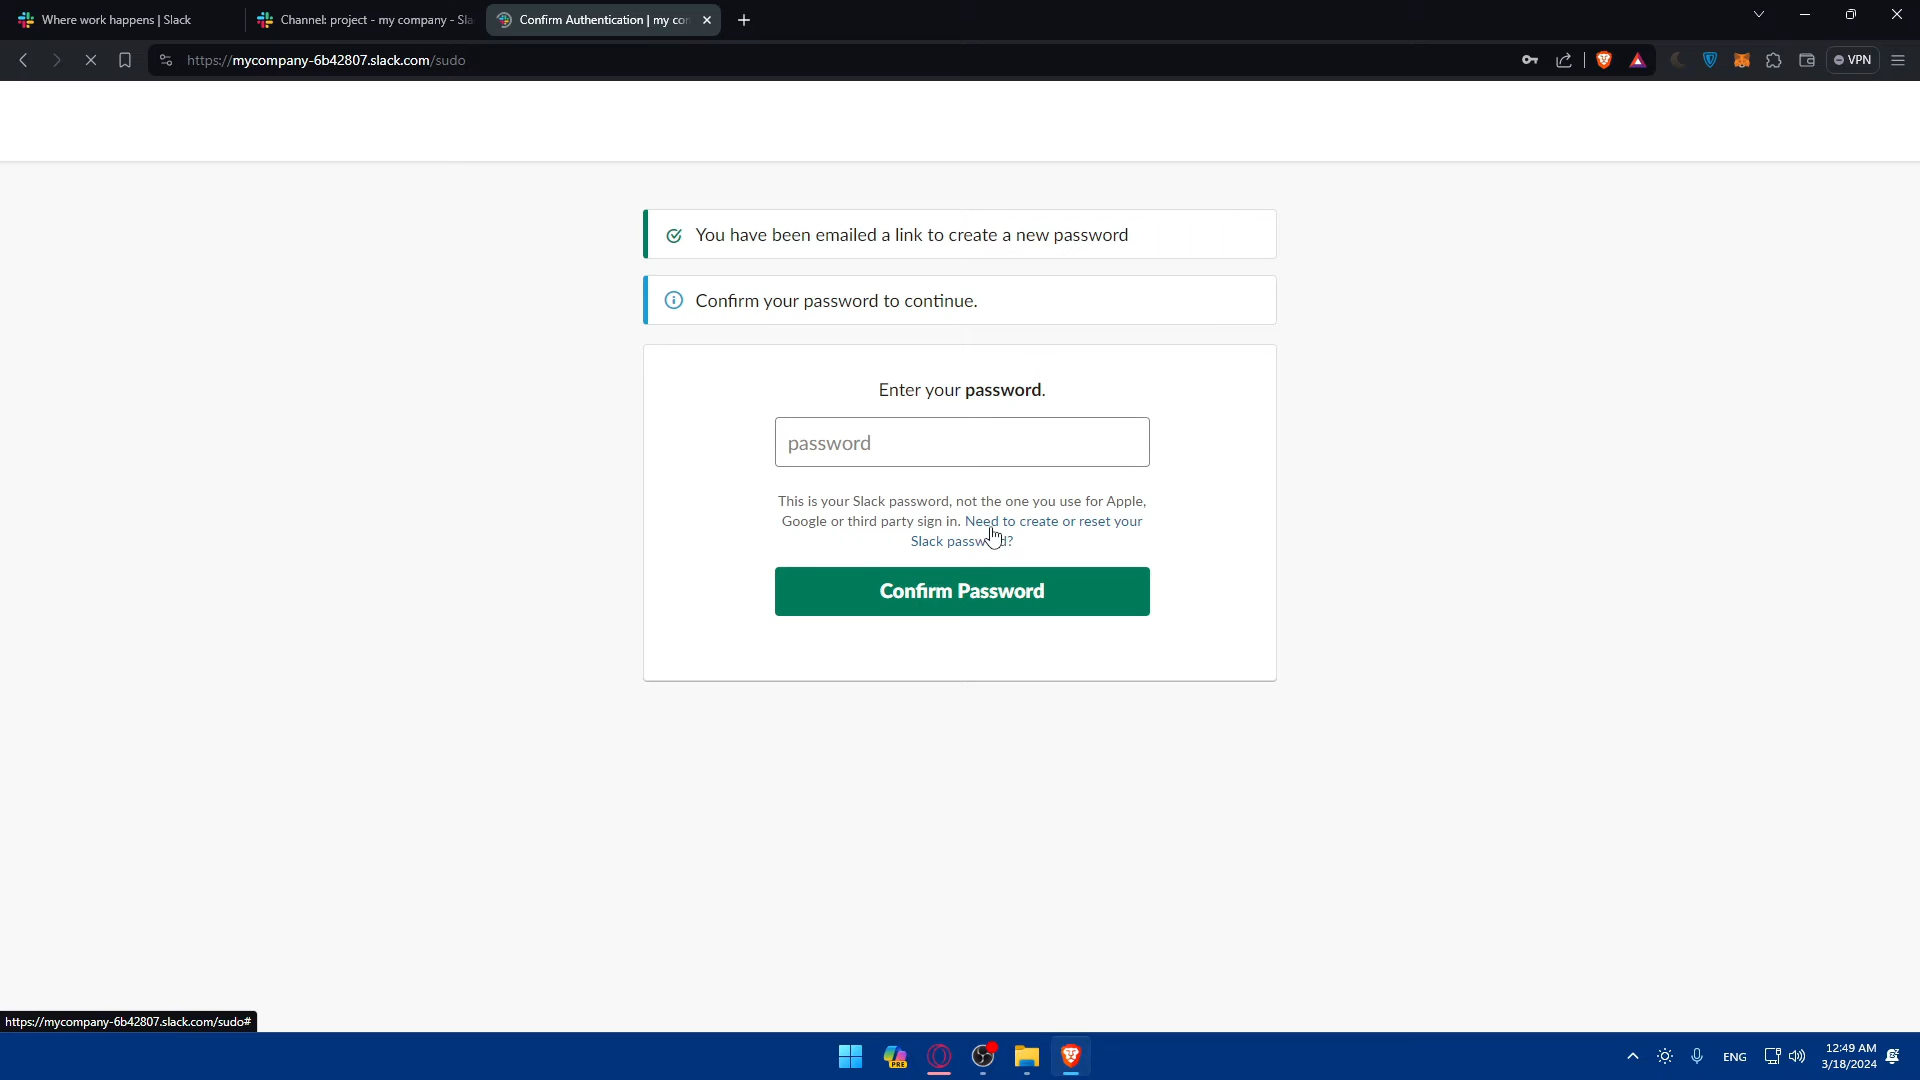 Where work happens | Slack
Channel: project - my company - Sla
Confirm Authentication | my con
https://mycompany-6b42807.slack.com/sudo
VPN
You have been emailed a link to create a new password
Confirm your password to continue.
Enter your password.
password
This is your Slack password, not the one you use for Apple,
Google or third party sign in. Need to create or reset your
Slack password?
Confirm Password
https://mycompany-6b42807.slack.com/sudo#
PRE
ENG
12:49 AM
3/18/2024